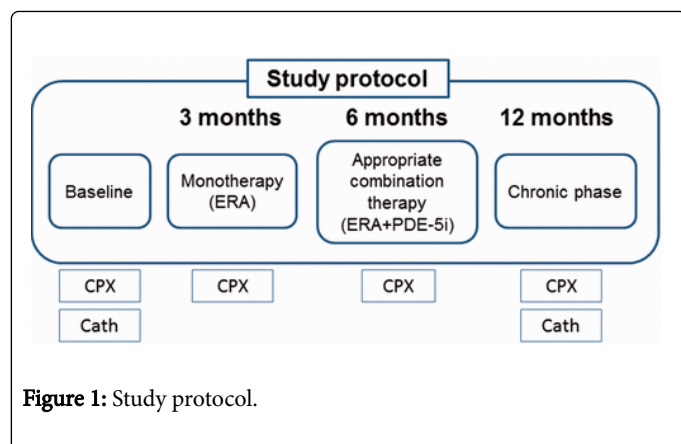 Study protocol
3 months 6 months 12 months
Baseline
Monotherapy
(ERA)
Appropriate
combination
therapy
(ERA+PDE-5i)
Chronic phase
CPX CPX CPX CPX
Cath Cath
Figure 1: Study protocol.